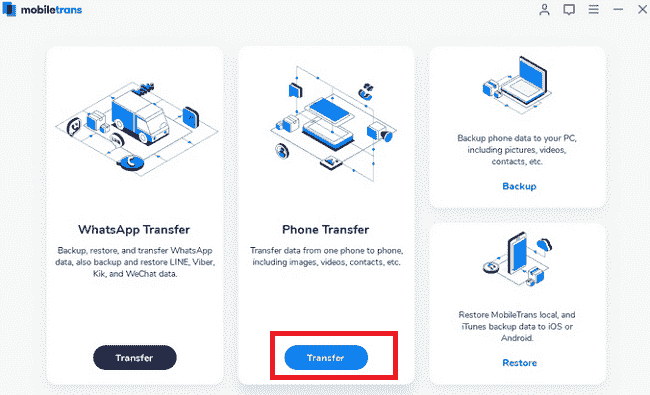 mobiletrans
WhatsApp Transfer
Backup, restore, and transfer WhatsApp
data, also backup and restore LINE, Viber,
Kik, and WeChat data.
Transfer
Phone Transfer
Transfer data from one phone to phone,
including images, videos, contacts, etc.
Transfer
Backup phone data to your PC,
including pictures, videos,
contacts, etc.
Backup
Restore MobileTrans local, and
iTunes backup data to iOS or
Android.
Restore